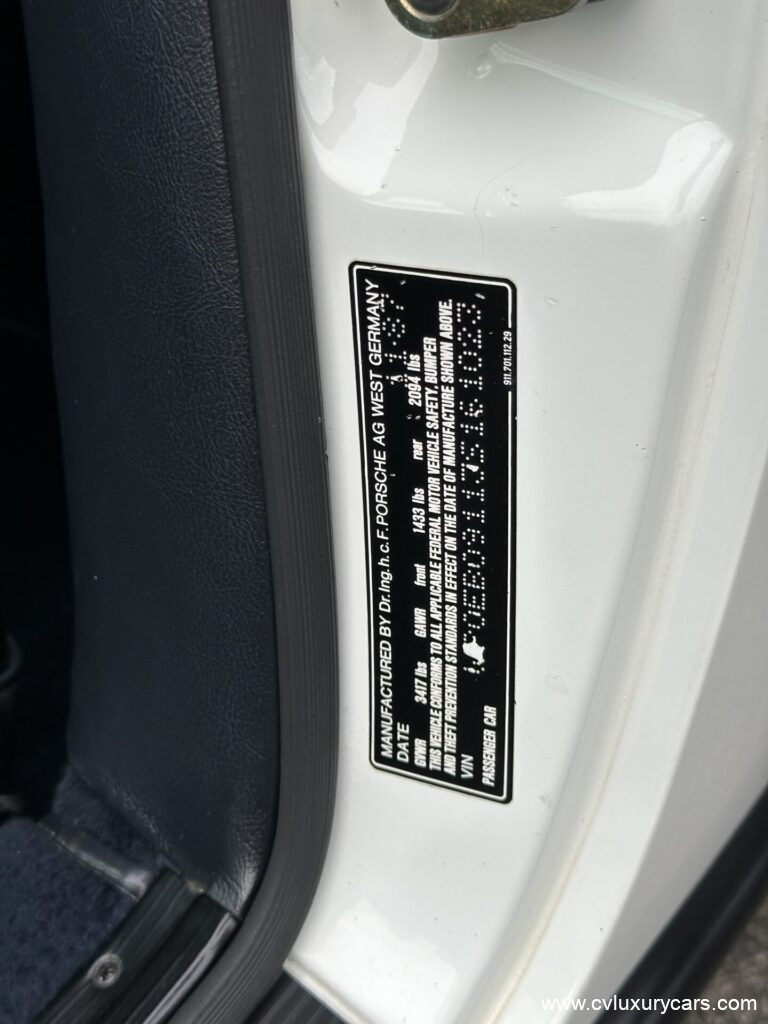 MANUFACTURED BY Dr.Ing.h.c.F.PORSCHE AG WEST GERMANY
DATE 11 87
GVWR 3417 lbs GAWR front 1433 lbs rear 2094 lbs
THIS VEHICLE CONFORMS TO ALL APPLICABLE FEDERAL MOTOR VEHICLE SAFETY, BUMPER
AND THEFT PREVENTION STANDARDS IN EFFECT ON THE DATE OF MANUFACTURE SHOWN ABOVE.
VIN WP0EB0911JS161023
PASSENGER CAR
911.701.112.29
www.cvluxurycars.com